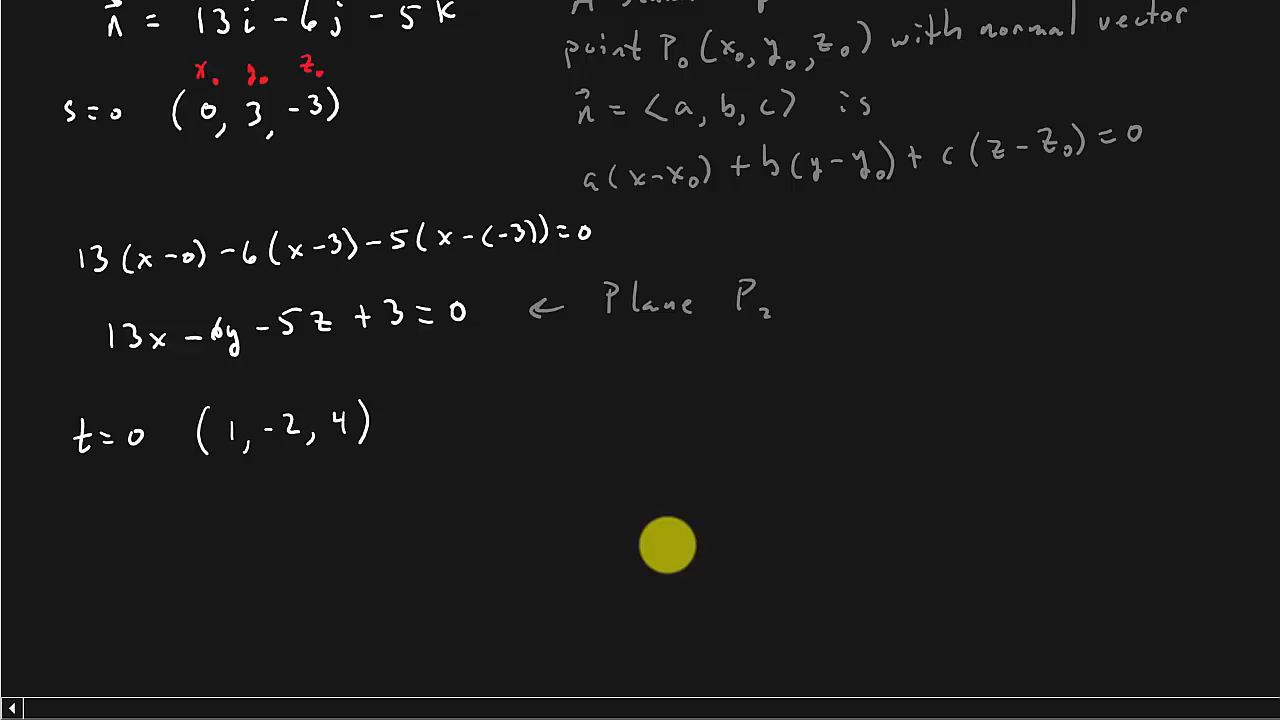 n⃗ = 13i - 6j - 5k
x₀ y₀ z₀
s=0 (0, 3, -3)
A
point P₀(x₀, y₀, z₀) with normal vector
n⃗ = ⟨a, b, c⟩ is
a(x-x₀) + b(y-y₀) + c(z-z₀) = 0
13(x-0) - 6(x-3) - 5(x-(-3)) = 0
13x - 6y - 5z + 3 = 0 ← Plane P₂
t=0 (1, -2, 4)